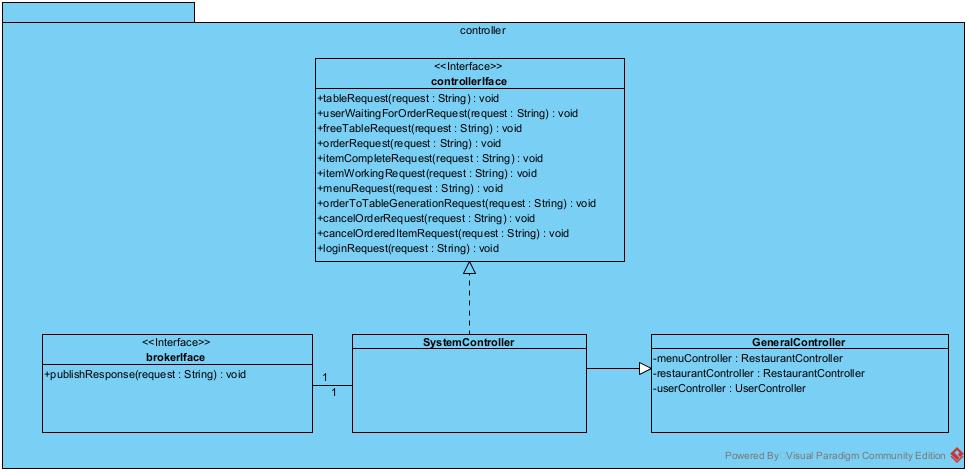 controller
<<Interface>>
controllerIface
+tableRequest(request : String) : void
+userWaitingForOrderRequest(request : String) : void
+freeTableRequest(request : String) : void
+orderRequest(request : String) : void
+itemCompleteRequest(request : String) : void
+itemWorkingRequest(request : String) : void
+menuRequest(request : String) : void
+orderToTableGenerationRequest(request : String) : void
+cancelOrderRequest(request : String) : void
+cancelOrderedItemRequest(request : String) : void
+loginRequest(request : String) : void
<<Interface>>
brokerIface
+publishResponse(request : String) : void
1
1
SystemController
GeneralController
-menuController : RestaurantController
-restaurantController : RestaurantController
-userController : UserController
Powered By Visual Paradigm Community Edition